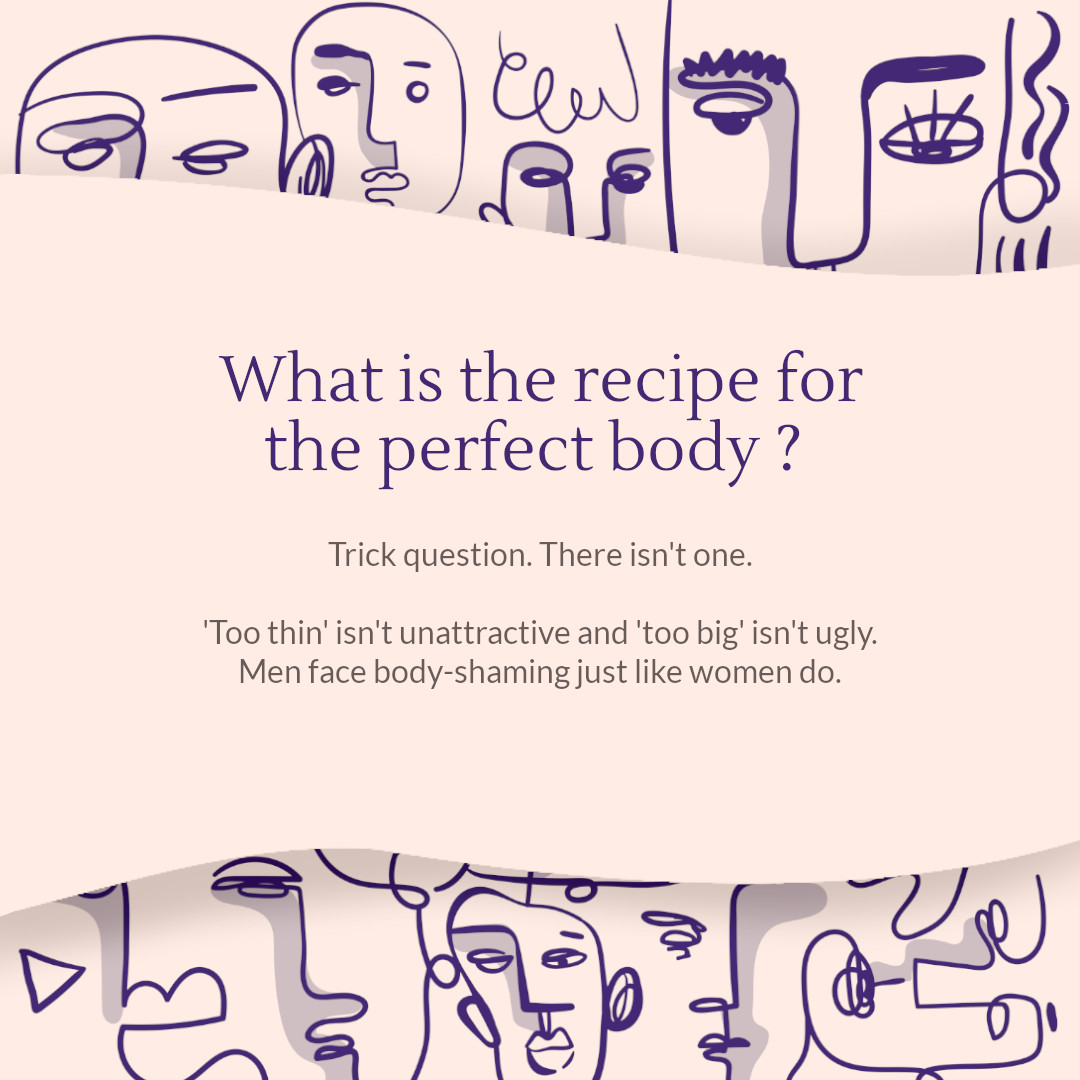 What is the recipe for
the perfect body ?
Trick question. There isn't one.
'Too thin' isn't unattractive and 'too big' isn't ugly.
Men face body-shaming just like women do.